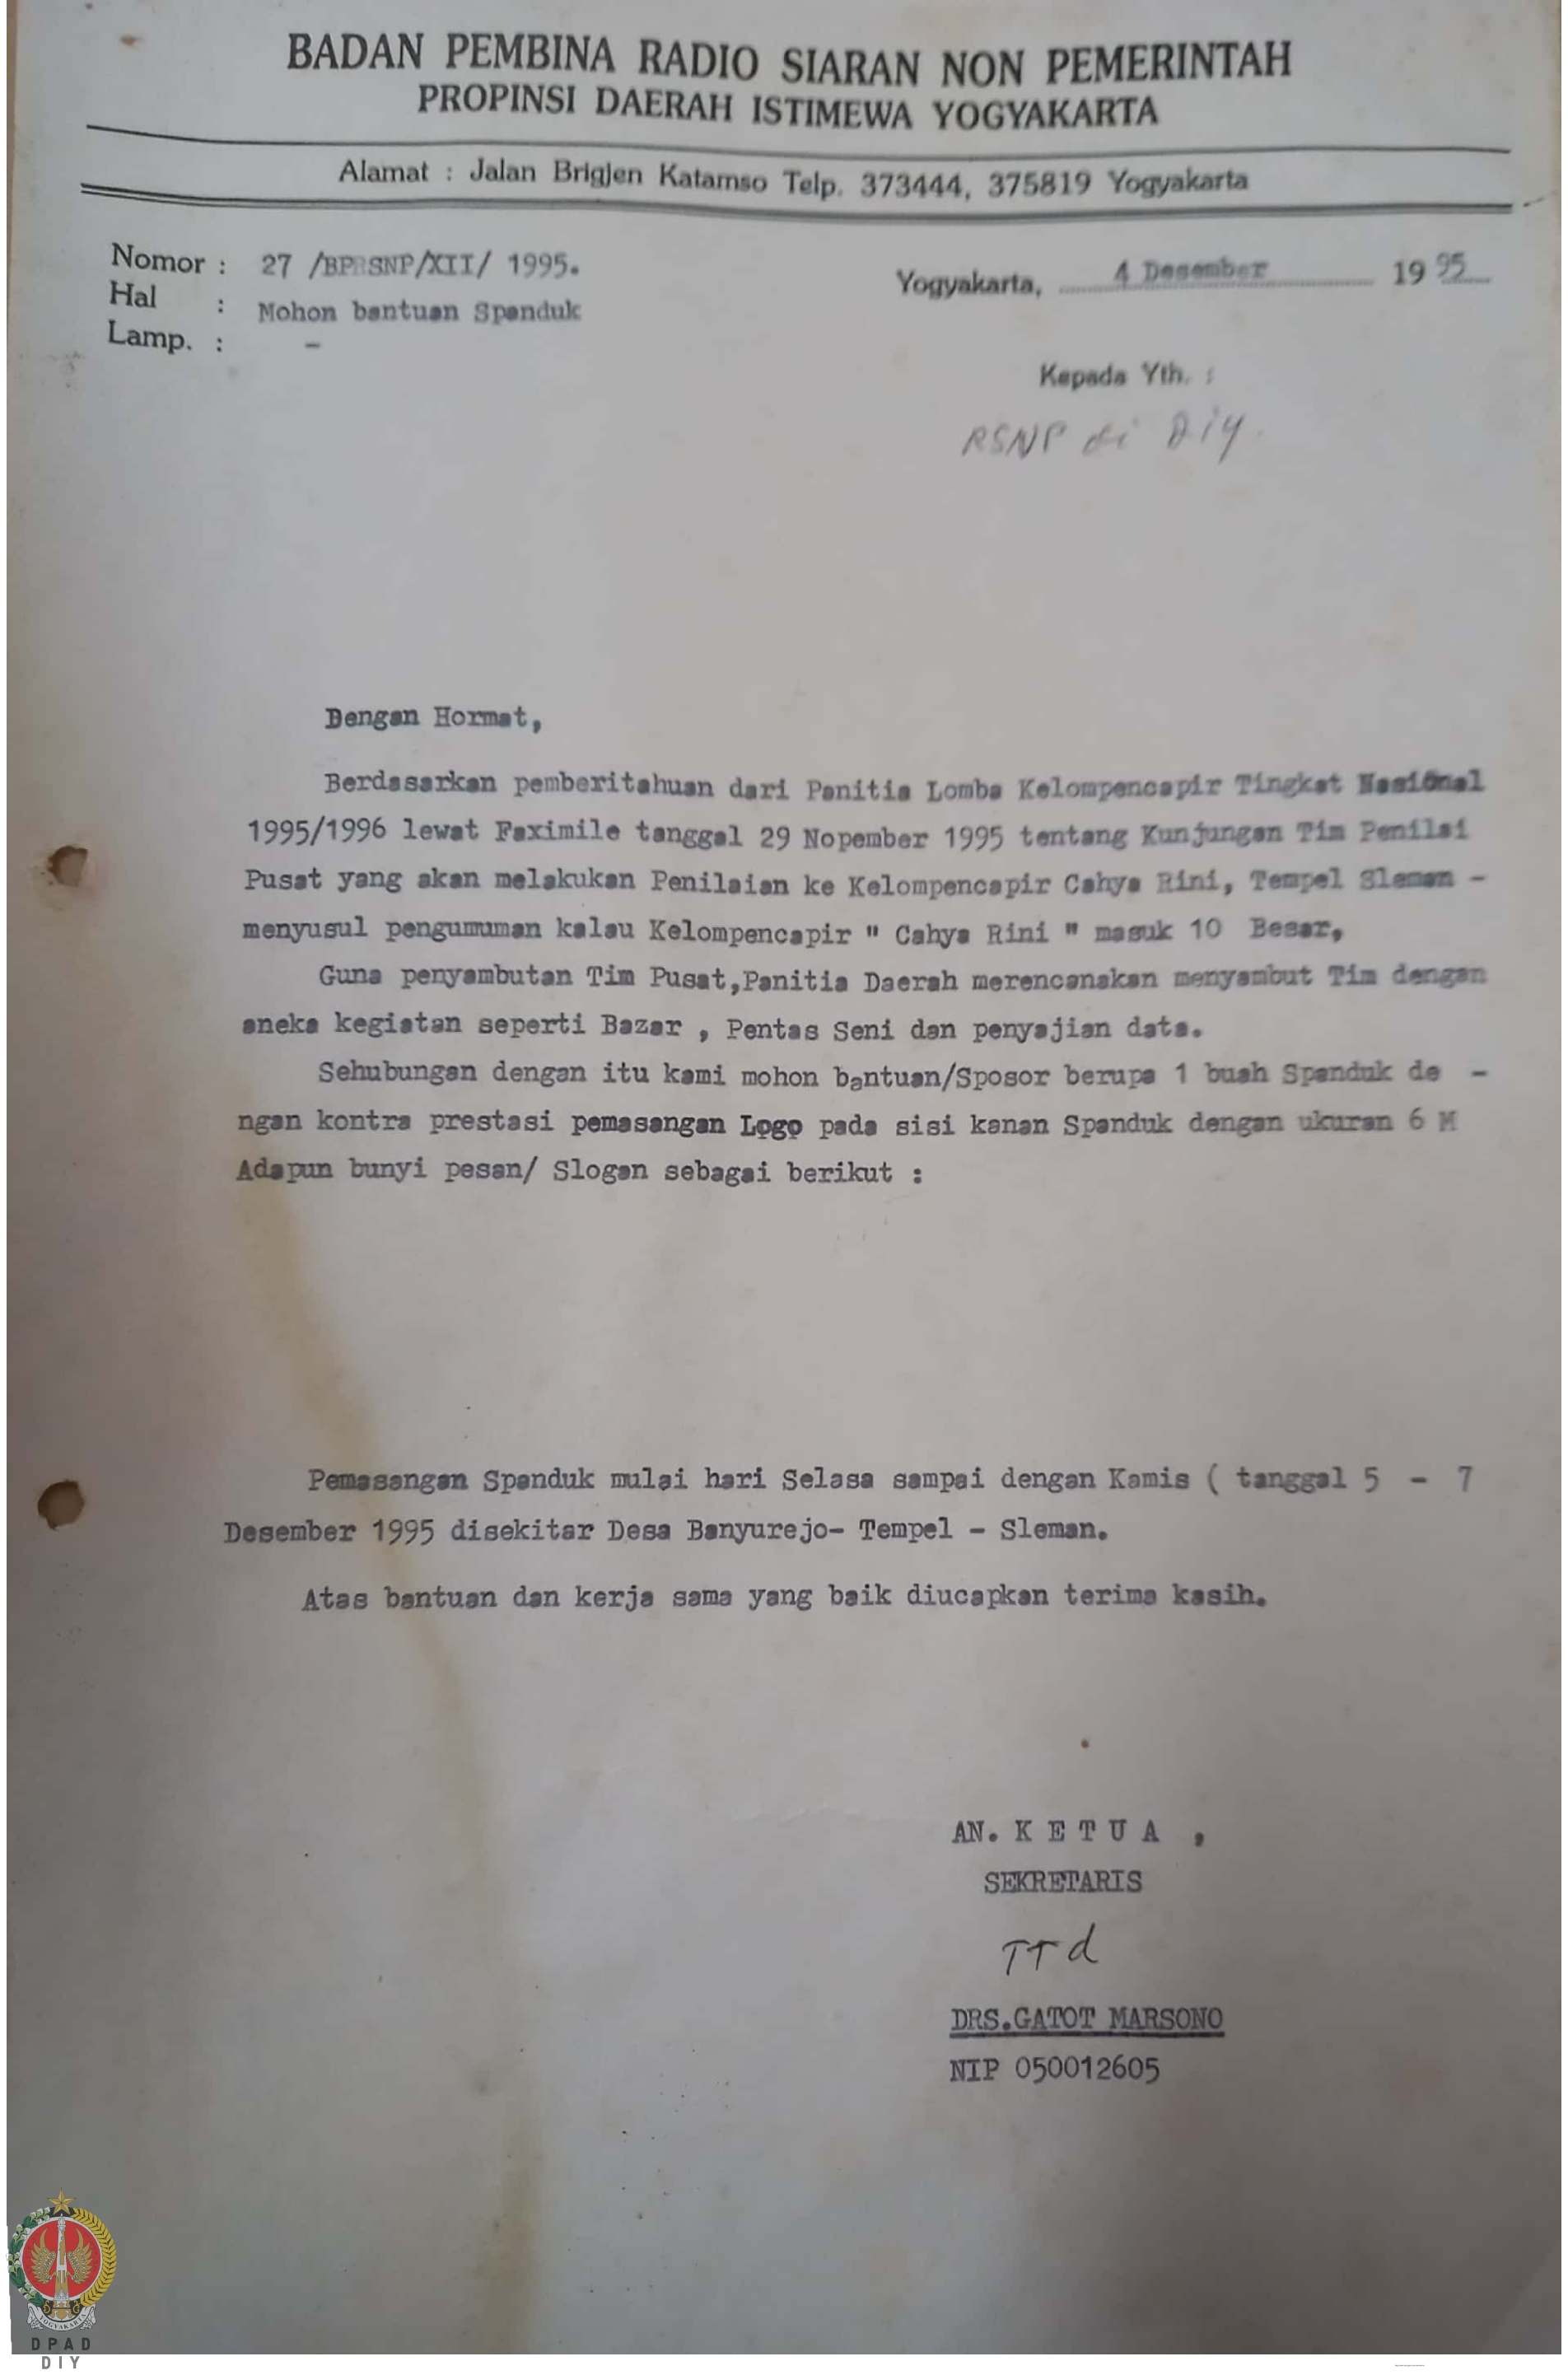 BADAN PEMBINA RADIO SIARAN NON PEMERINTAH
PROPINSI DAERAH ISTIMEWA YOGYAKARTA
Alamat : Jalan Brigjen Katamso Telp. 373444, 375819 Yogyakarta
Nomor : 27 /BPRSNP/XII/ 1995.
Yogyakarta, 4 Desember 1995
Hal : Mohon bantuan Spanduk
Lamp. : -
Kepada Yth. :
RSNP di DIY.
Dengan Hormat,
Berdasarkan pemberitahuan dari Panitia Lomba Kelompencapir Tingkat Nasional
1995/1996 lewat Faximile tanggal 29 Nopember 1995 tentang Kunjungan Tim Penilai
Pusat yang akan melakukan Penilaian ke Kelompencapir Cahya Rini, Tempel Sleman -
menyusul pengumuman kalau Kelompencapir " Cahya Rini " masuk 10 Besar,
Guna penyambutan Tim Pusat,Panitia Daerah merencanakan menyambut Tim dengan
aneka kegiatan seperti Bazar , Pentas Seni dan penyajian data.
Sehubungan dengan itu kami mohon bantuan/Sposor berupa 1 buah Spanduk de -
ngan kontra prestasi pemasangan Logo pada sisi kanan Spanduk dengan ukuran 6 M
Adapun bunyi pesan/ Slogan sebagai berikut :
Pemasangan Spanduk mulai hari Selasa sampai dengan Kamis ( tanggal 5 - 7
Desember 1995 disekitar Desa Banyurejo- Tempel - Sleman.
Atas bantuan dan kerja sama yang baik diucapkan terima kasih.
AN. K E T U A ,
SEKRETARIS
TTd
DRS.GATOT MARSONO
NIP 050012605
YOGYAKARTA
DPAD
DIY